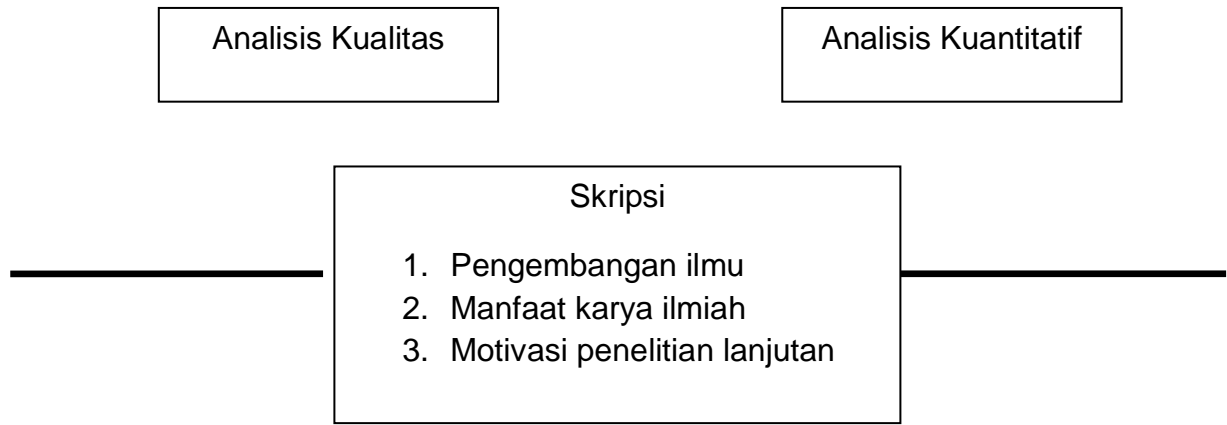 Analisis Kualitas
Analisis Kuantitatif
Skripsi
1. Pengembangan ilmu
2. Manfaat karya ilmiah
3. Motivasi penelitian lanjutan